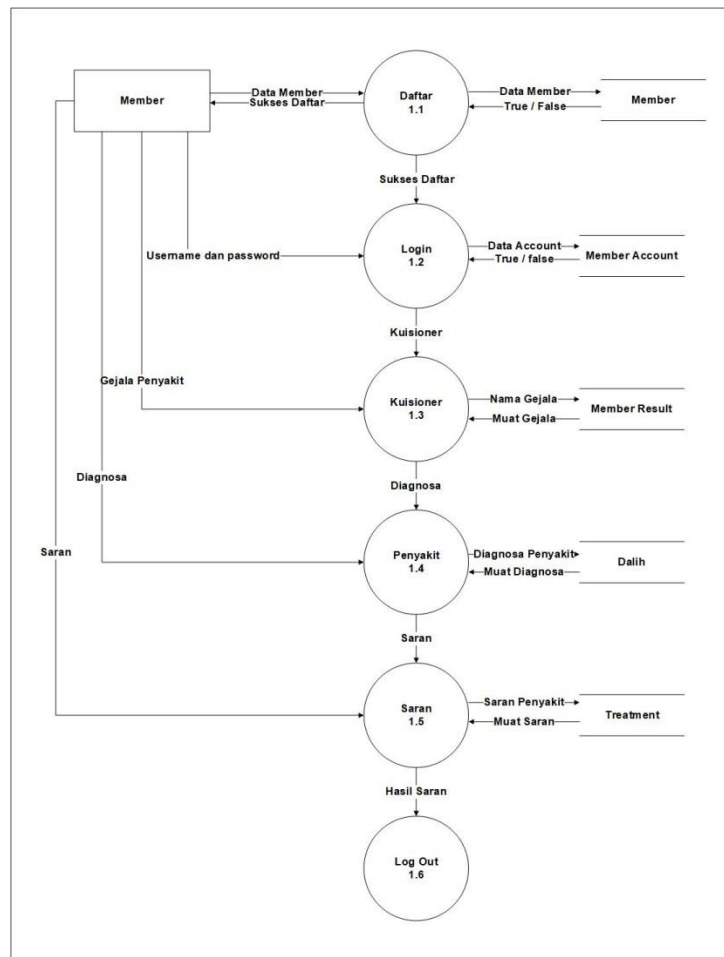 Member
Data Member
Sukses Daftar
Daftar
1.1
Data Member
True / False
Member
Sukses Daftar
Username dan password
Login
1.2
Data Account
True / false
Member Account
Kuisioner
Gejala Penyakit
Kuisioner
1.3
Nama Gejala
Muat Gejala
Member Result
Diagnosa
Diagnosa
Penyakit
1.4
Diagnosa Penyakit
Muat Diagnosa
Dalih
Saran
Saran
Saran
1.5
Saran Penyakit
Muat Saran
Treatment
Hasil Saran
Log Out
1.6